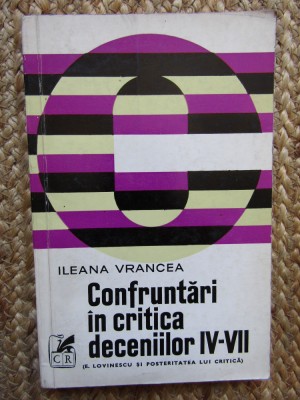 ILEANA VRANCEA
Confruntări
în critica
deceniilor IV-VII
(E. LOVINESCU ȘI POSTERITATEA LUI CRITICĂ)
CR